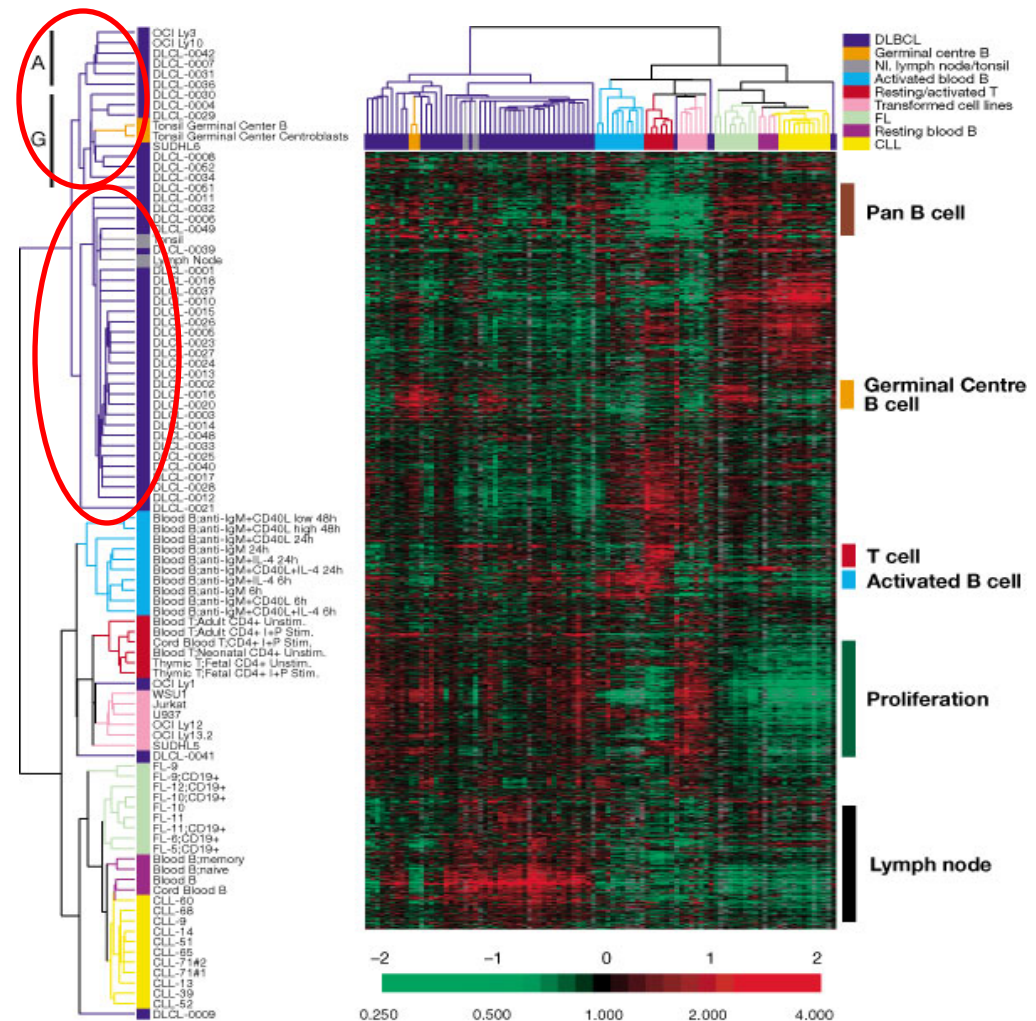 A
G
OCI Ly3
OCI Ly10
DLCL-0042
DLCL-0007
DLCL-0031
DLCL-0036
DLCL-0030
DLCL-0004
DLCL-0029
Tonsil Germinal Center B
Tonsil Germinal Center Centroblasts
SUDHL6
DLCL-0008
DLCL-0052
DLCL-0034
DLCL-0051
DLCL-0011
DLCL-0032
DLCL-0006
DLCL-0049
Tonsil
DLCL-0039
Lymph Node
DLCL-0001
DLCL-0018
DLCL-0037
DLCL-0010
DLCL-0015
DLCL-0026
DLCL-0005
DLCL-0023
DLCL-0027
DLCL-0024
DLCL-0013
DLCL-0002
DLCL-0016
DLCL-0020
DLCL-0003
DLCL-0014
DLCL-0048
DLCL-0033
DLCL-0025
DLCL-0040
DLCL-0017
DLCL-0028
DLCL-0012
DLCL-0021
Blood B;anti-IgM+CD40L low 48h
Blood B;anti-IgM+CD40L high 48h
Blood B;anti-IgM+CD40L 24h
Blood B;anti-IgM 24h
Blood B;anti-IgM+IL-4 24h
Blood B;anti-IgM+CD40L+IL-4 24h
Blood B;anti-IgM+IL-4 6h
Blood B;anti-IgM 6h
Blood B;anti-IgM+CD40L 6h
Blood B;anti-IgM+CD40L+IL-4 6h
Blood T;Adult CD4+ Unstim.
Blood T;Adult CD4+ I+P Stim.
Cord Blood T;CD4+ I+P Stim.
Blood T;Neonatal CD4+ Unstim.
Thymic T;Fetal CD4+ Unstim.
Thymic T;Fetal CD4+ I+P Stim.
OCI Ly1
WSU1
Jurkat
U937
OCI Ly12
OCI Ly13.2
SUDHL5
DLCL-0041
FL-9
FL-9;CD19+
FL-12;CD19+
FL-10;CD19+
FL-10
FL-11
FL-11;CD19+
FL-6;CD19+
FL-5;CD19+
Blood B;memory
Blood B;naive
Blood B
Cord Blood B
CLL-60
CLL-68
CLL-9
CLL-14
CLL-51
CLL-65
CLL-71#2
CLL-71#1
CLL-13
CLL-39
CLL-52
DLCL-0009
DLBCL
Germinal centre B
Nl. lymph node/tonsil
Activated blood B
Resting/activated T
Transformed cell lines
FL
Resting blood B
CLL
Pan B cell
Germinal Centre
B cell
T cell
Activated B cell
Proliferation
Lymph node
−2 −1 0 1 2
0.250 0.500 1.000 2.000 4.000